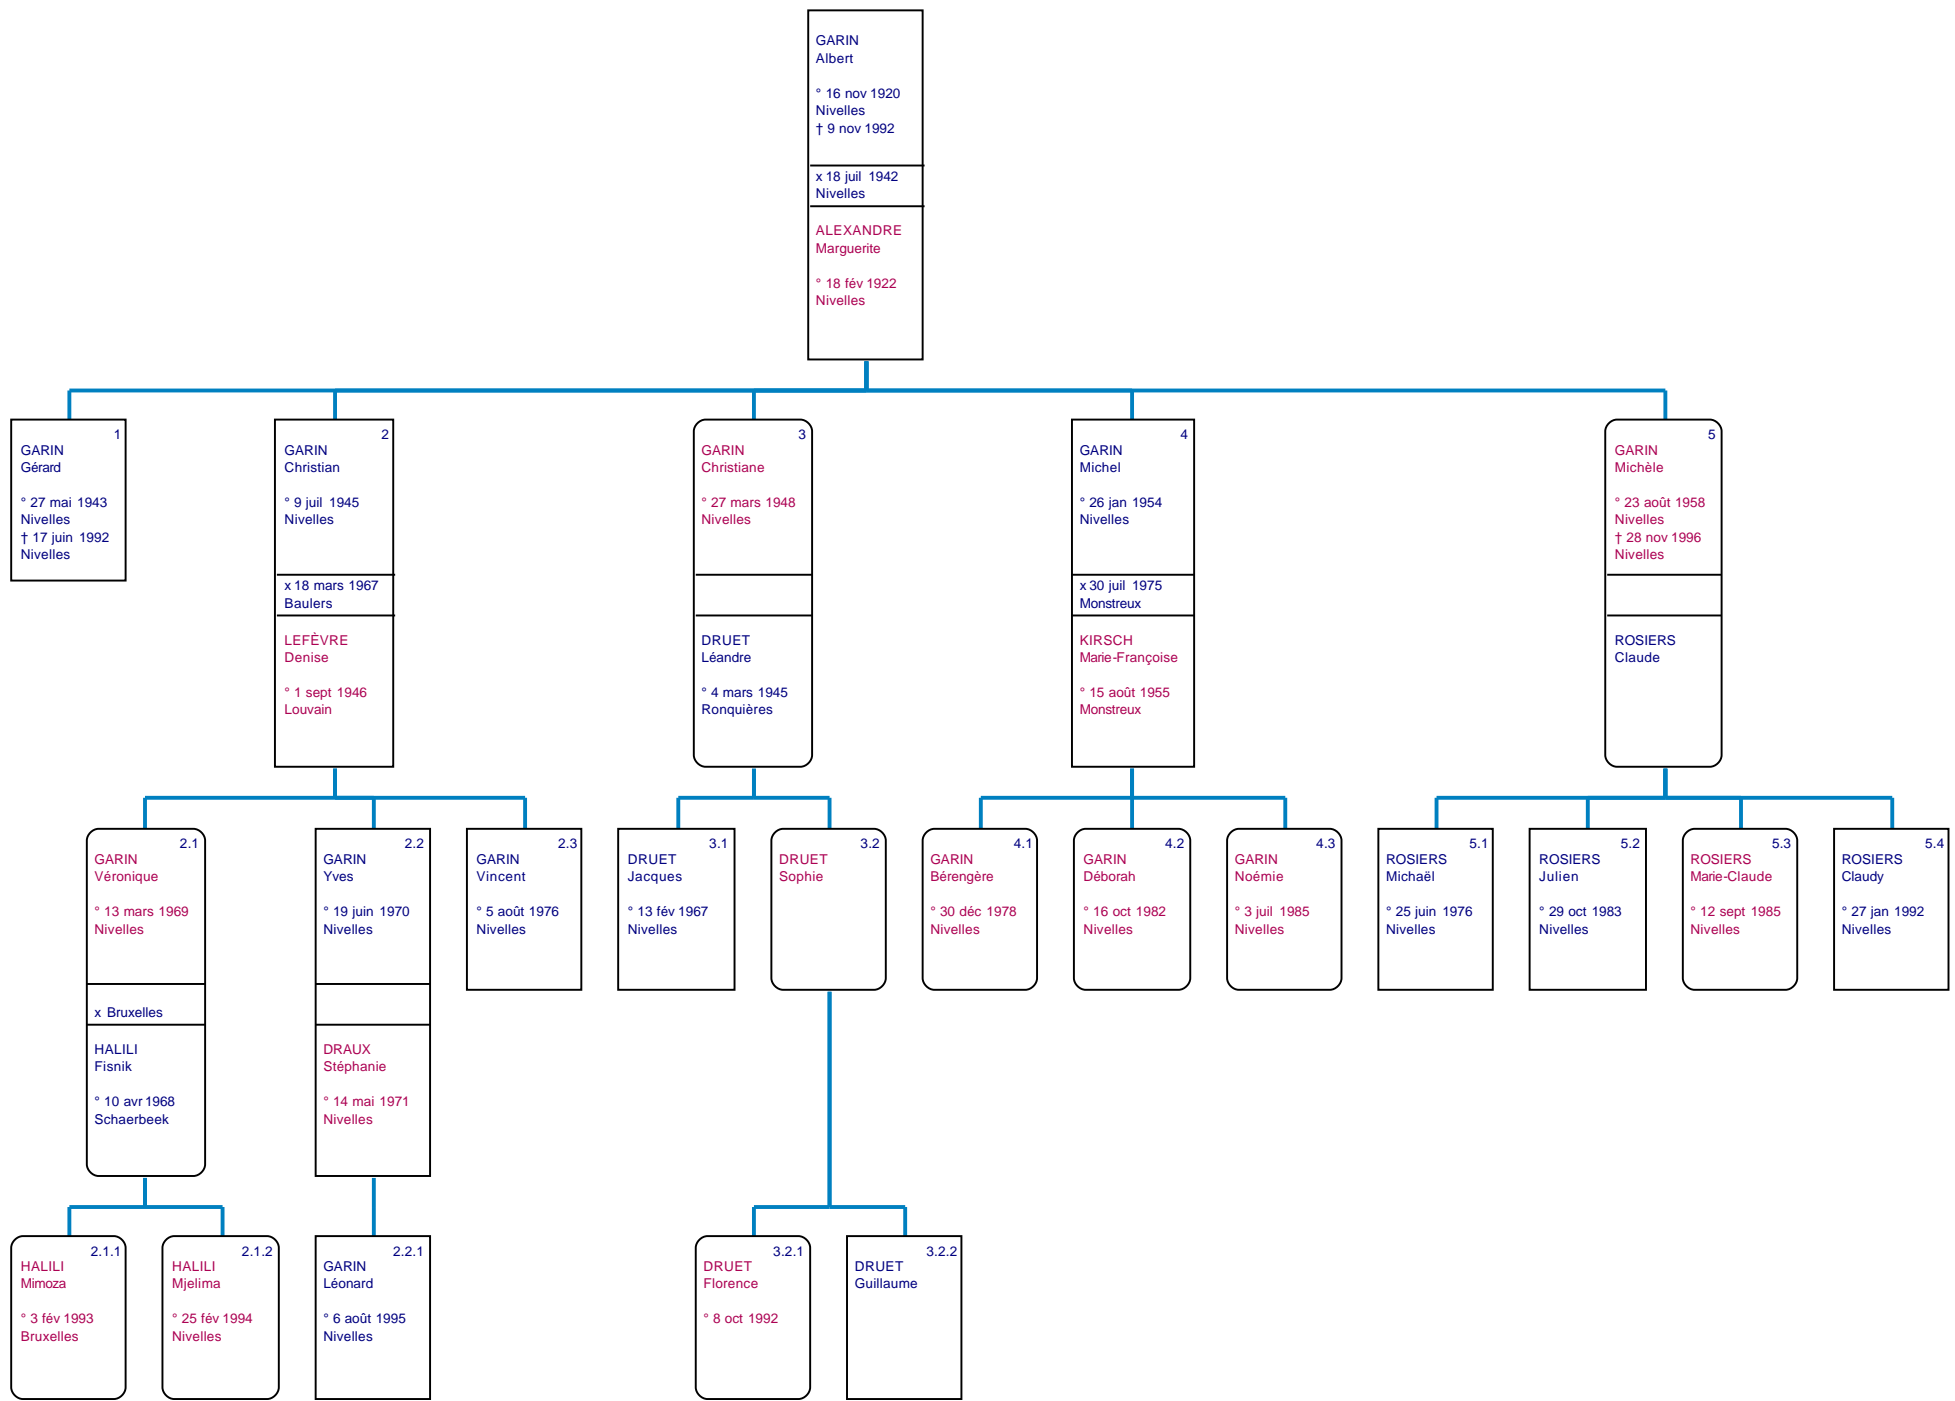 GARIN
Albert
° 16 nov 1920
Nivelles
† 9 nov 1992
x 18 juil 1942
Nivelles
ALEXANDRE
Marguerite
° 18 fév 1922
Nivelles
1
GARIN
Gérard
° 27 mai 1943
Nivelles
† 17 juin 1992
Nivelles
2
GARIN
Christian
° 9 juil 1945
Nivelles
x 18 mars 1967
Baulers
LEFÈVRE
Denise
° 1 sept 1946
Louvain
3
GARIN
Christiane
° 27 mars 1948
Nivelles
DRUET
Léandre
° 4 mars 1945
Ronquières
4
GARIN
Michel
° 26 jan 1954
Nivelles
x 30 juil 1975
Monstreux
KIRSCH
Marie-Françoise
° 15 août 1955
Monstreux
5
GARIN
Michèle
° 23 août 1958
Nivelles
† 28 nov 1996
Nivelles
ROSIERS
Claude
2.1
GARIN
Véronique
° 13 mars 1969
Nivelles
x Bruxelles
HALILI
Fisnik
° 10 avr 1968
Schaerbeek
2.2
GARIN
Yves
° 19 juin 1970
Nivelles
DRAUX
Stéphanie
° 14 mai 1971
Nivelles
2.3
GARIN
Vincent
° 5 août 1976
Nivelles
3.1
DRUET
Jacques
° 13 fév 1967
Nivelles
3.2
DRUET
Sophie
4.1
GARIN
Bérengère
° 30 déc 1978
Nivelles
4.2
GARIN
Déborah
° 16 oct 1982
Nivelles
4.3
GARIN
Noémie
° 3 juil 1985
Nivelles
5.1
ROSIERS
Michaël
° 25 juin 1976
Nivelles
5.2
ROSIERS
Julien
° 29 oct 1983
Nivelles
5.3
ROSIERS
Marie-Claude
° 12 sept 1985
Nivelles
5.4
ROSIERS
Claudy
° 27 jan 1992
Nivelles
2.1.1
HALILI
Mimoza
° 3 fév 1993
Bruxelles
2.1.2
HALILI
Mjelima
° 25 fév 1994
Nivelles
2.2.1
GARIN
Léonard
° 6 août 1995
Nivelles
3.2.1
DRUET
Florence
° 8 oct 1992
3.2.2
DRUET
Guillaume